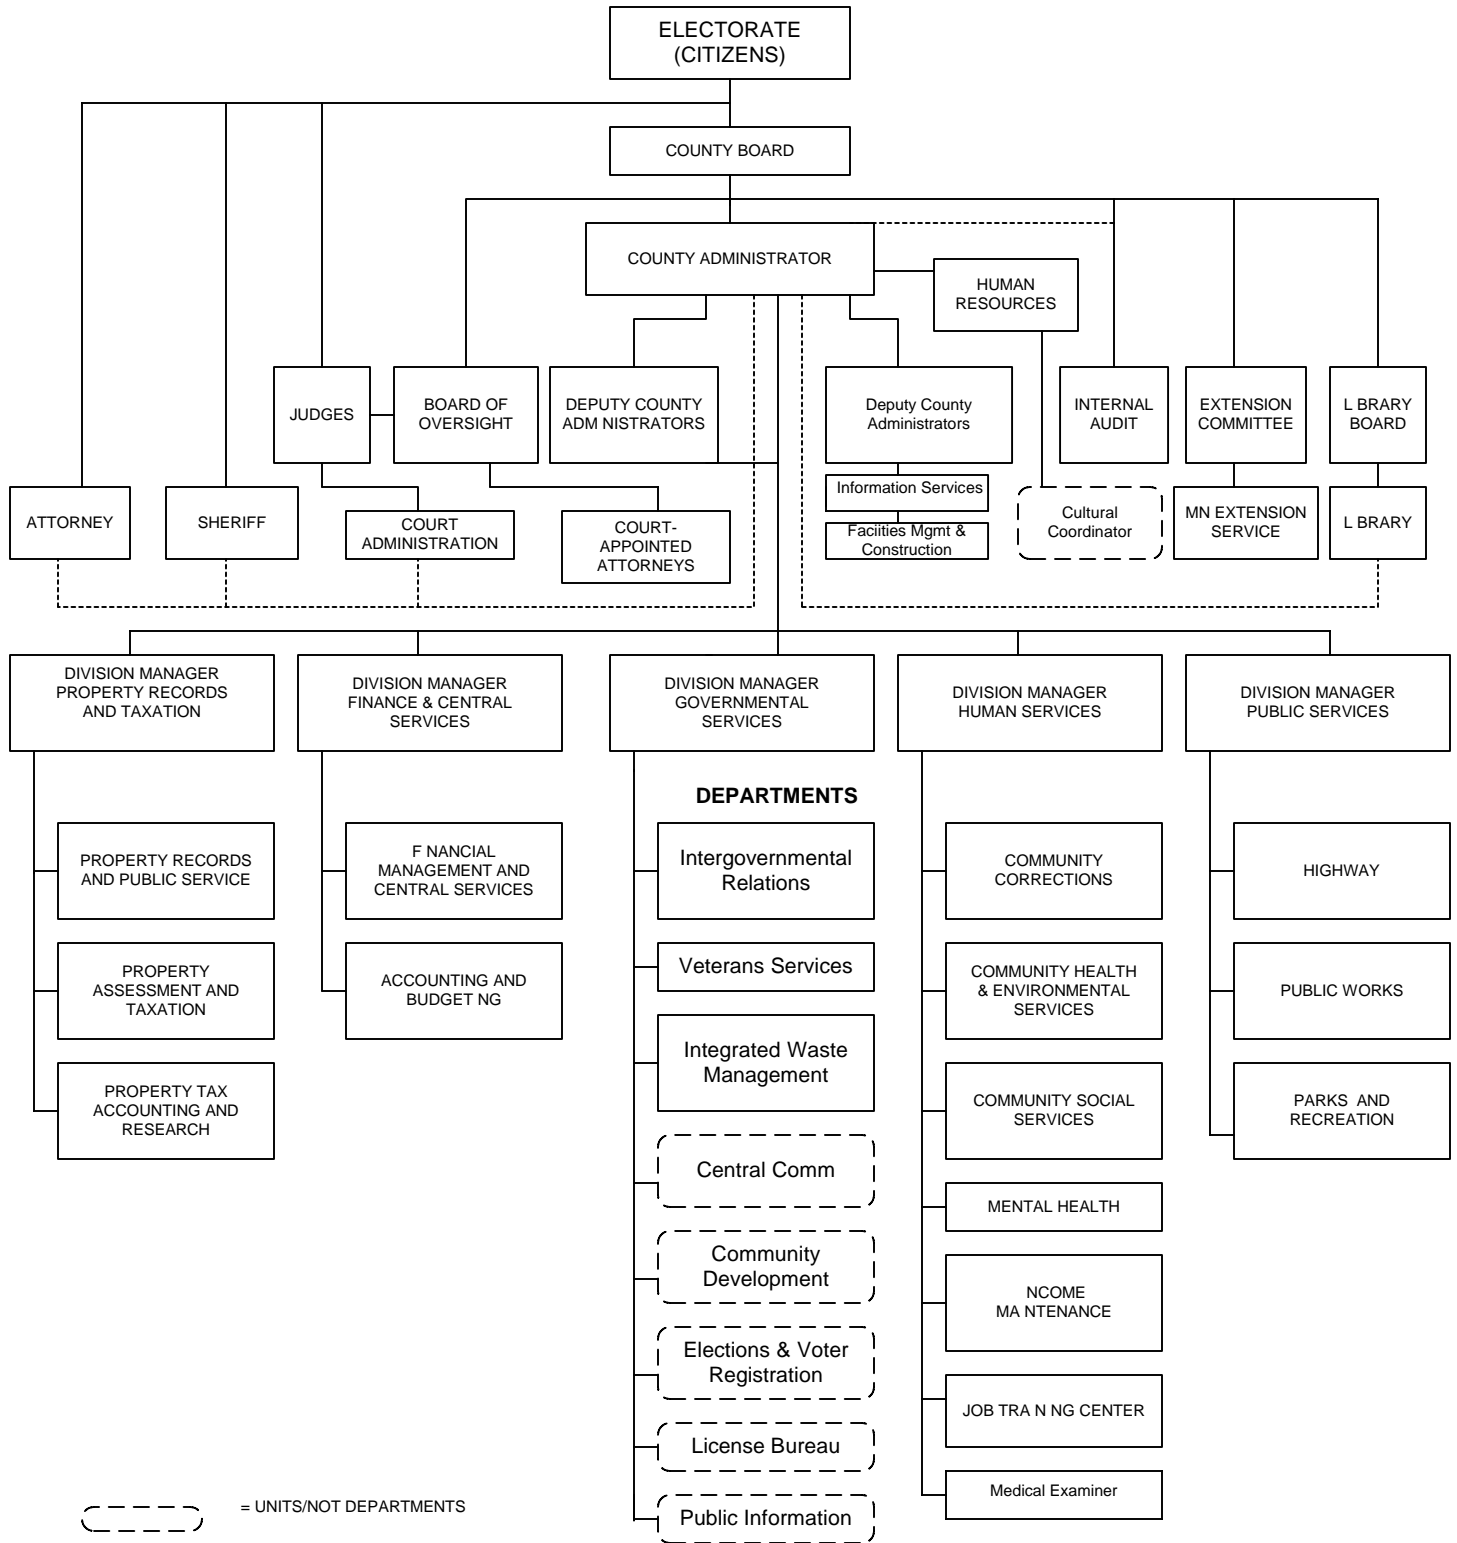 ELECTORATE
(CITIZENS)
COUNTY BOARD
COUNTY ADMINISTRATOR
HUMAN
RESOURCES
JUDGES
BOARD OF
OVERSIGHT
DEPUTY COUNTY
ADM NISTRATORS
Deputy County
Administrators
INTERNAL
AUDIT
EXTENSION
COMMITTEE
L BRARY
BOARD
Information Services
ATTORNEY
SHERIFF
COURT
ADMINISTRATION
COURT-
APPOINTED
ATTORNEYS
Faciities Mgmt &
Construction
Cultural
Coordinator
MN EXTENSION
SERVICE
L BRARY
DIVISION MANAGER
PROPERTY RECORDS
AND TAXATION
DIVISION MANAGER
FINANCE & CENTRAL
SERVICES
DIVISION MANAGER
GOVERNMENTAL
SERVICES
DIVISION MANAGER
HUMAN SERVICES
DIVISION MANAGER
PUBLIC SERVICES
DEPARTMENTS
PROPERTY RECORDS
AND PUBLIC SERVICE
PROPERTY
ASSESSMENT AND
TAXATION
PROPERTY TAX
ACCOUNTING AND
RESEARCH
F NANCIAL
MANAGEMENT AND
CENTRAL SERVICES
ACCOUNTING AND
BUDGET NG
Intergovernmental
Relations
Veterans Services
Integrated Waste
Management
Central Comm
Community
Development
Elections & Voter
Registration
License Bureau
Public Information
COMMUNITY
CORRECTIONS
COMMUNITY HEALTH
& ENVIRONMENTAL
SERVICES
COMMUNITY SOCIAL
SERVICES
MENTAL HEALTH
NCOME
MA NTENANCE
JOB TRA N NG CENTER
Medical Examiner
HIGHWAY
PUBLIC WORKS
PARKS AND
RECREATION
= UNITS/NOT DEPARTMENTS